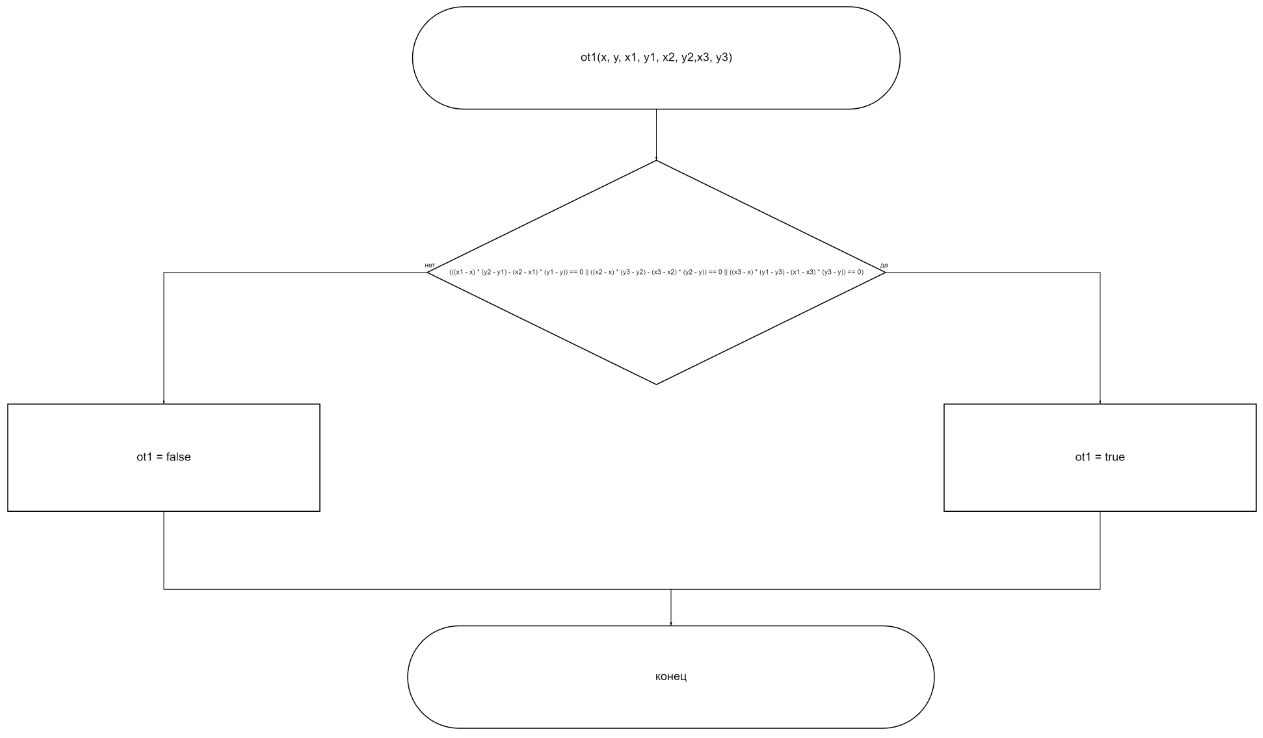 ot1(x, y, x1, y1, x2, y2,x3, y3)
нет
да
(((x1 - x) * (y2 - y1) - (x2 - x1) * (y1 - y)) == 0 || ((x2 - x) * (y3 - y2) - (x3 - x2) * (y2 - y)) == 0 || ((x3 - x) * (y1 - y3) - (x1 - x3) * (y3 - y)) == 0)
ot1 = false
ot1 = true
конец